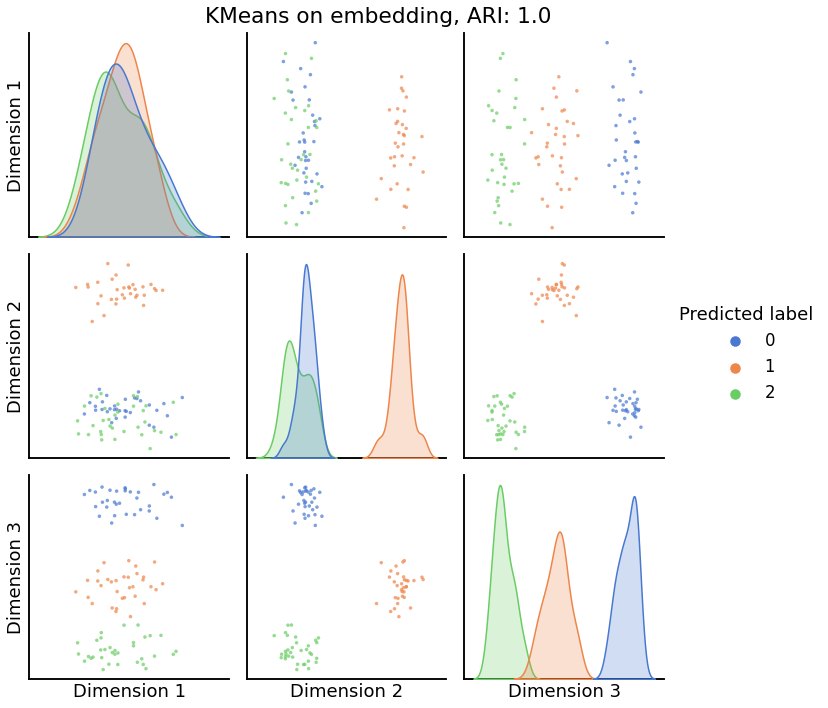 KMeans on embedding, ARI: 1.0
Dimension 1
Dimension 2
Predicted label
0
1
2
Dimension 3
Dimension 1
Dimension 2
Dimension 3